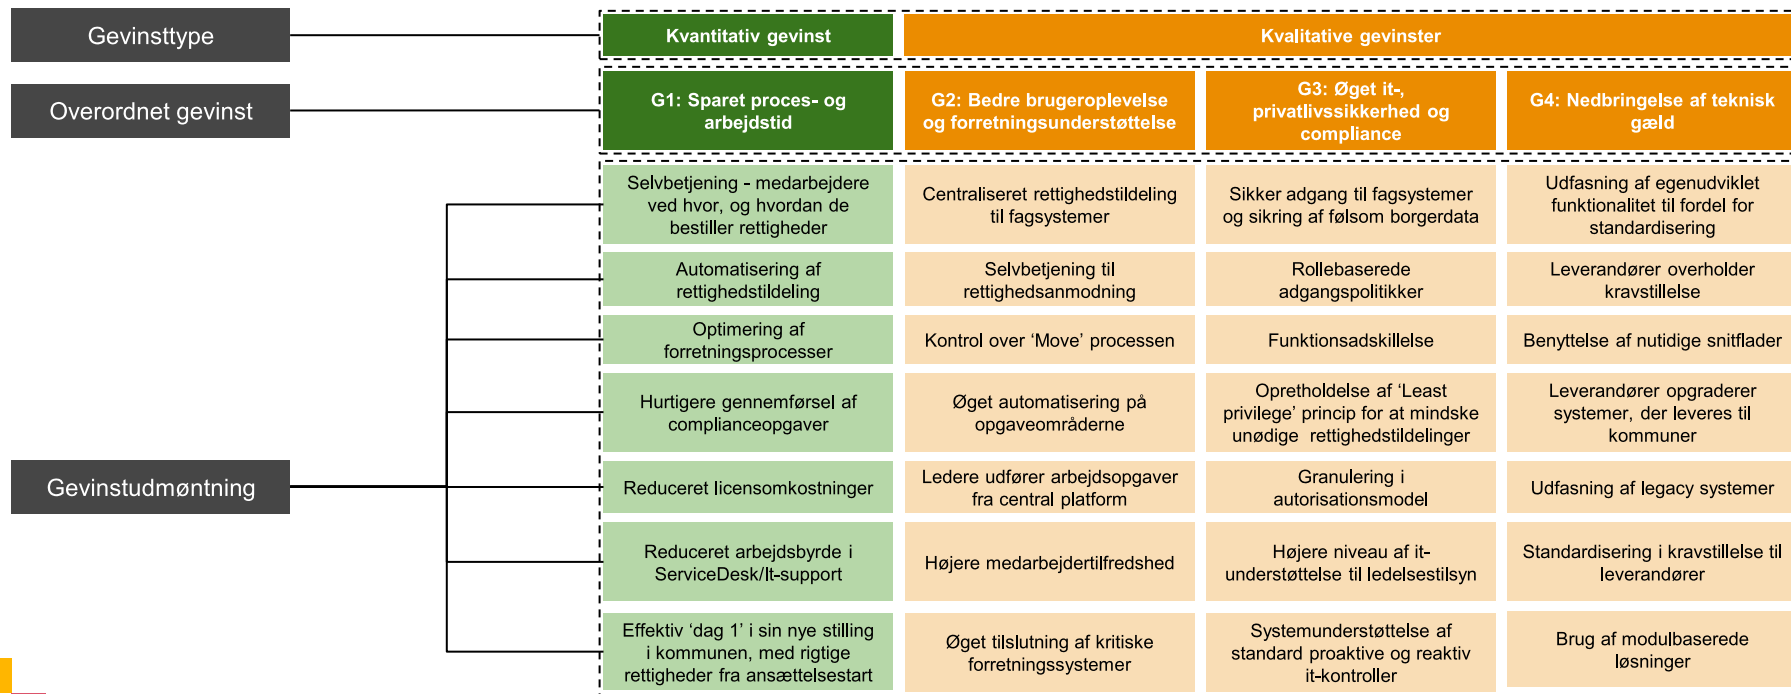 Gevinsttype
Kvantitativ gevinst
Kvalitative gevinster
Overordnet gevinst
G1: Sparet proces- og
arbejdstid
G2: Bedre brugeroplevelse
og forretningsunderstøttelse
G3: Øget it-,
privatlivssikkerhed og
compliance
G4: Nedbringelse af teknisk
gæld
Gevinstudmøntning
Selvbetjening - medarbejdere
ved hvor, og hvordan de
bestiller rettigheder
Centraliseret rettighedstildeling
til fagsystemer
Sikker adgang til fagsystemer
og sikring af følsom borgerdata
Udfasning af egenudviklet
funktionalitet til fordel for
standardisering
Automatisering af
rettighedstildeling
Selvbetjening til
rettighedsanmodning
Rollebaserede
adgangspolitikker
Leverandører overholder
kravstillelse
Optimering af
forretningsprocesser
Kontrol over ‘Move’ processen
Funktionsadskillelse
Benyttelse af nutidige snitflader
Hurtigere gennemførsel af
complianceopgaver
Øget automatisering på
opgaveområderne
Opretholdelse af ‘Least
privilege’ princip for at mindske
unødige rettighedstildelinger
Leverandører opgraderer
systemer, der leveres til
kommuner
Reduceret licensomkostninger
Ledere udfører arbejdsopgaver
fra central platform
Granulering i
autorisationsmodel
Udfasning af legacy systemer
Reduceret arbejdsbyrde i
ServiceDesk/It-support
Højere medarbejdertilfredshed
Højere niveau af it-
understøttelse til ledelsestilsyn
Standardisering i kravstillelse til
leverandører
Effektiv ‘dag 1’ i sin nye stilling
i kommunen, med rigtige
rettigheder fra ansættelsestart
Øget tilslutning af kritiske
forretningssystemer
Systemunderstøttelse af
standard proaktive og reaktiv
it-kontroller
Brug af modulbaserede
løsninger